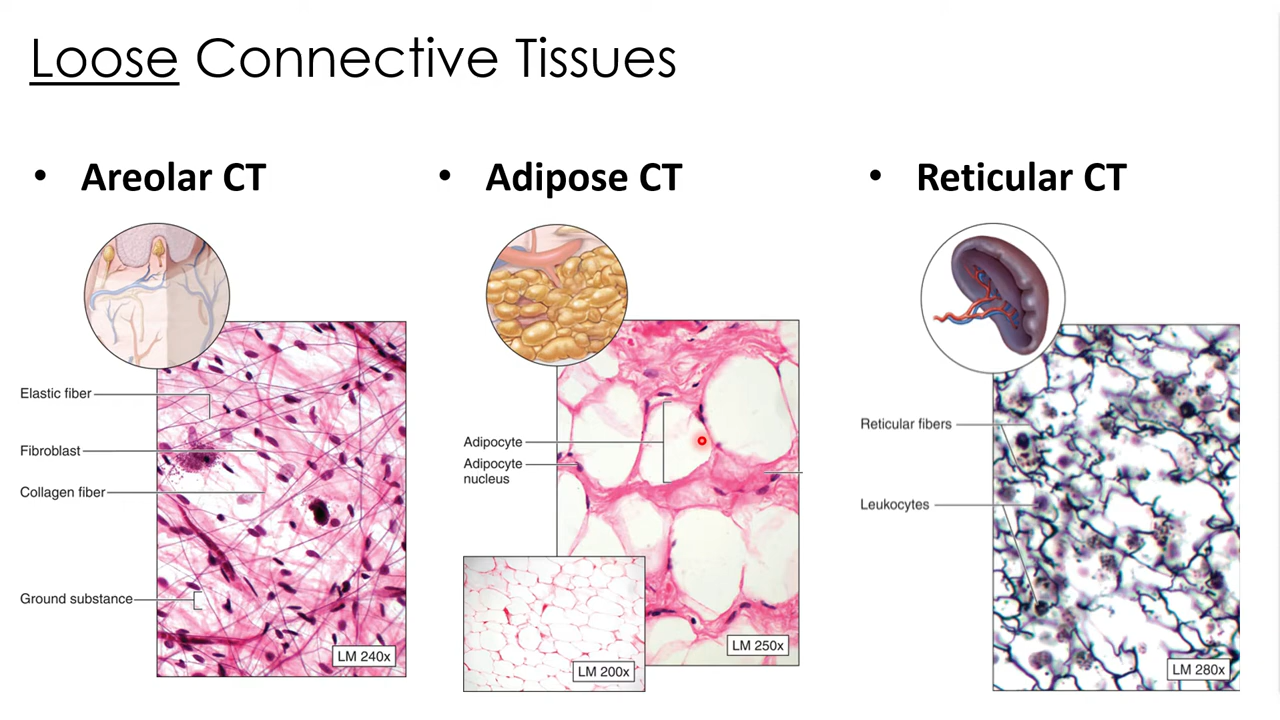 Loose Connective Tissues
• Areolar CT
Elastic fiber
Fibroblast
Collagen fiber
Ground substance
LM 240x
• Adipose CT
Adipocyte
Adipocyte
nucleus
LM 250x
LM 200x
• Reticular CT
Reticular fibers
Leukocytes
LM 280x